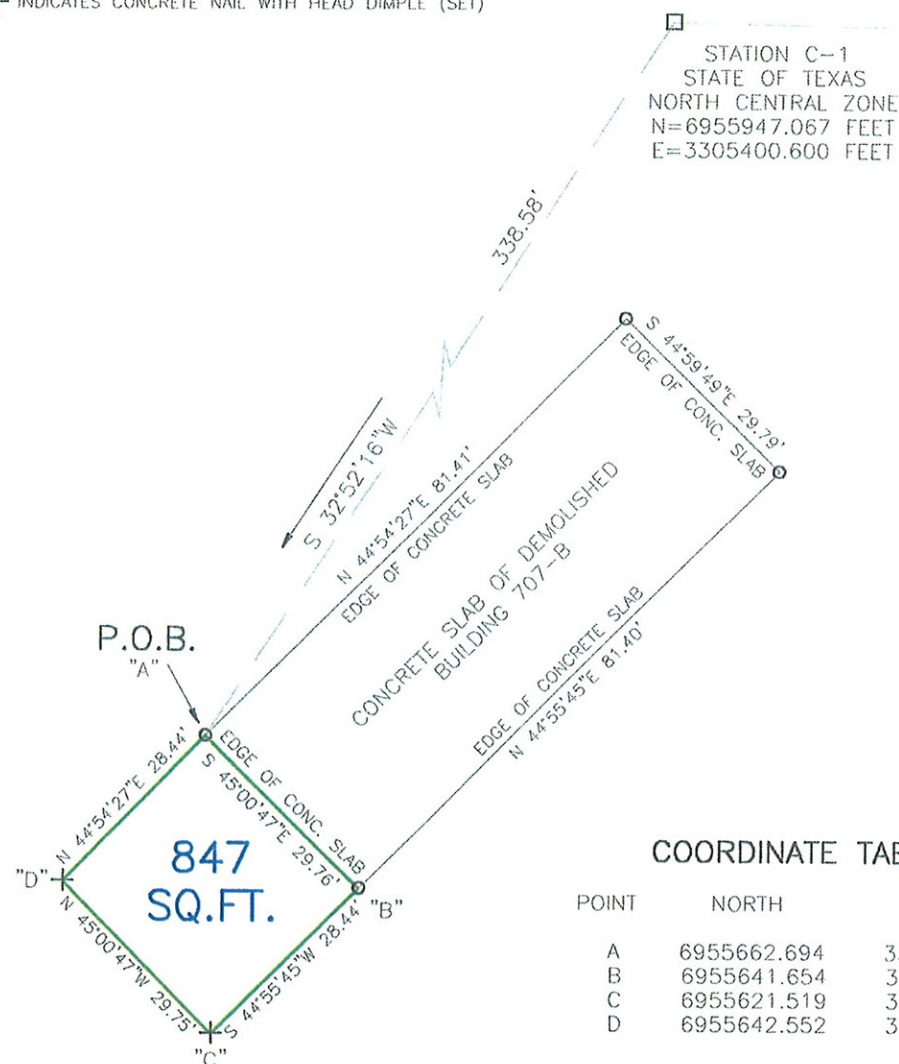 = INDICATES CONCRETE NAIL WITH HEAD DIMPLE (SET)
STATION C-1
STATE OF TEXAS
NORTH CENTRAL ZONE
N=6955947.067 FEET
E=3305400.600 FEET
338.58'
S 32°52'16"W
S 44°59'49"E 29.79'
EDGE OF CONC. SLAB
N 44°54'27"E 81.41'
EDGE OF CONCRETE SLAB
CONCRETE SLAB OF DEMOLISHED
BUILDING 707-B
EDGE OF CONCRETE SLAB
N 44°55'45"E 81.40'
P.O.B.
"A"
EDGE OF CONC. SLAB
S 45°00'47"E 29.76'
N 44°54'27"E 28.44'
847
SQ.FT.
"D"
"B"
N 45°00'47"W 29.75'
S 44°55'45"W 28.44'
"C"
COORDINATE TAB
POINT NORTH
A 6955662.694 3
B 6955641.654 3
C 6955621.519 3
D 6955642.552 3